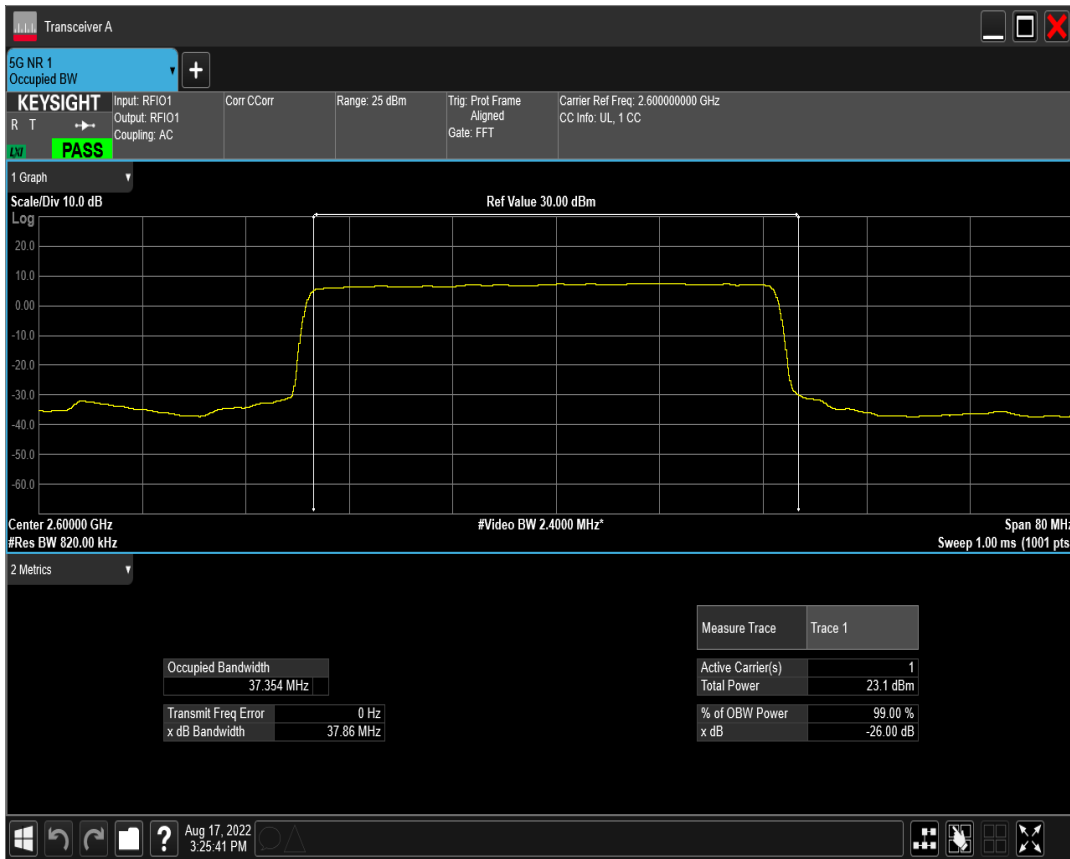 Transceiver A
5G NR 1
Occupied BW
+
KEYSIGHT
R T
LXI
PASS
Input: RFIO1
Output: RFIO1
Coupling: AC
Corr CCorr
Range: 25 dBm
Trig: Prot Frame
Aligned
Gate: FFT
Carrier Ref Freq: 2.600000000 GHz
CC Info: UL, 1 CC
1 Graph
Scale/Div 10.0 dB
Ref Value 30.00 dBm
Log
20.0
10.0
0.00
-10.0
-20.0
-30.0
-40.0
-50.0
-60.0
Center 2.60000 GHz
#Video BW 2.4000 MHz*
Span 80 MHz
#Res BW 820.00 kHz
Sweep 1.00 ms (1001 pts
2 Metrics
Measure Trace Trace 1
Occupied Bandwidth
37.354 MHz
Active Carrier(s) 1
Total Power 23.1 dBm
Transmit Freq Error 0 Hz
x dB Bandwidth 37.86 MHz
% of OBW Power 99.00 %
x dB -26.00 dB
?
Aug 17, 2022
3:25:41 PM